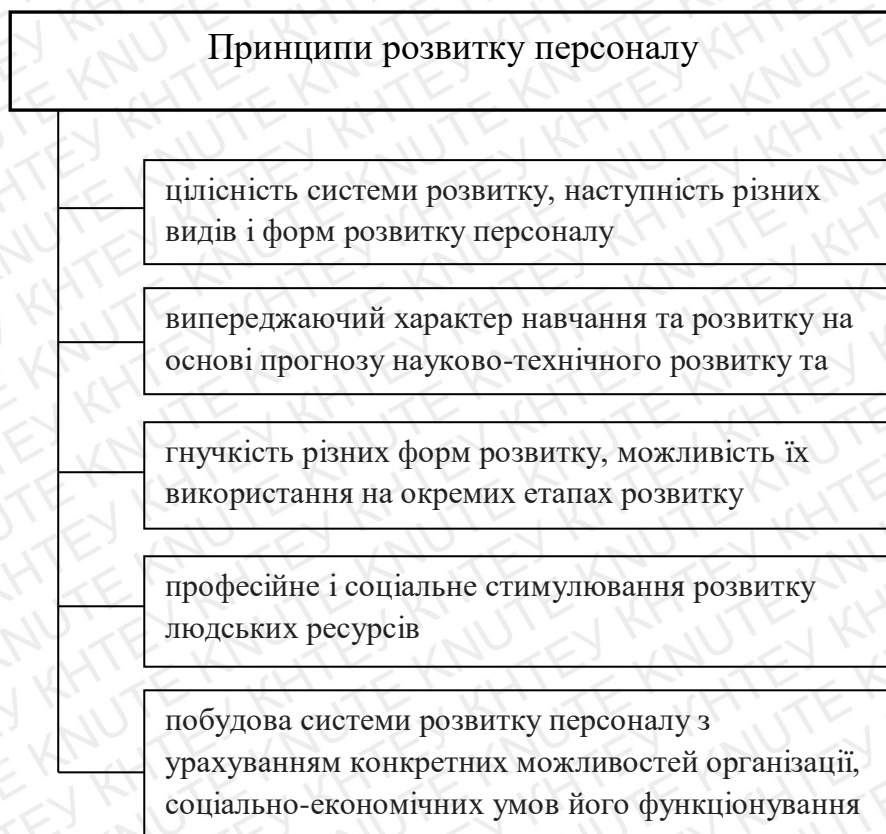 Принципи розвитку персоналу
цілісність системи розвитку, наступність різних
видів і форм розвитку персоналу
випереджаючий характер навчання та розвитку на
основі прогнозу науково-технічного розвитку та
гнучкість різних форм розвитку, можливість їх
використання на окремих етапах розвитку
професійне і соціальне стимулювання розвитку
людських ресурсів
побудова системи розвитку персоналу з
урахуванням конкретних можливостей організації,
соціально-економічних умов його функціонування